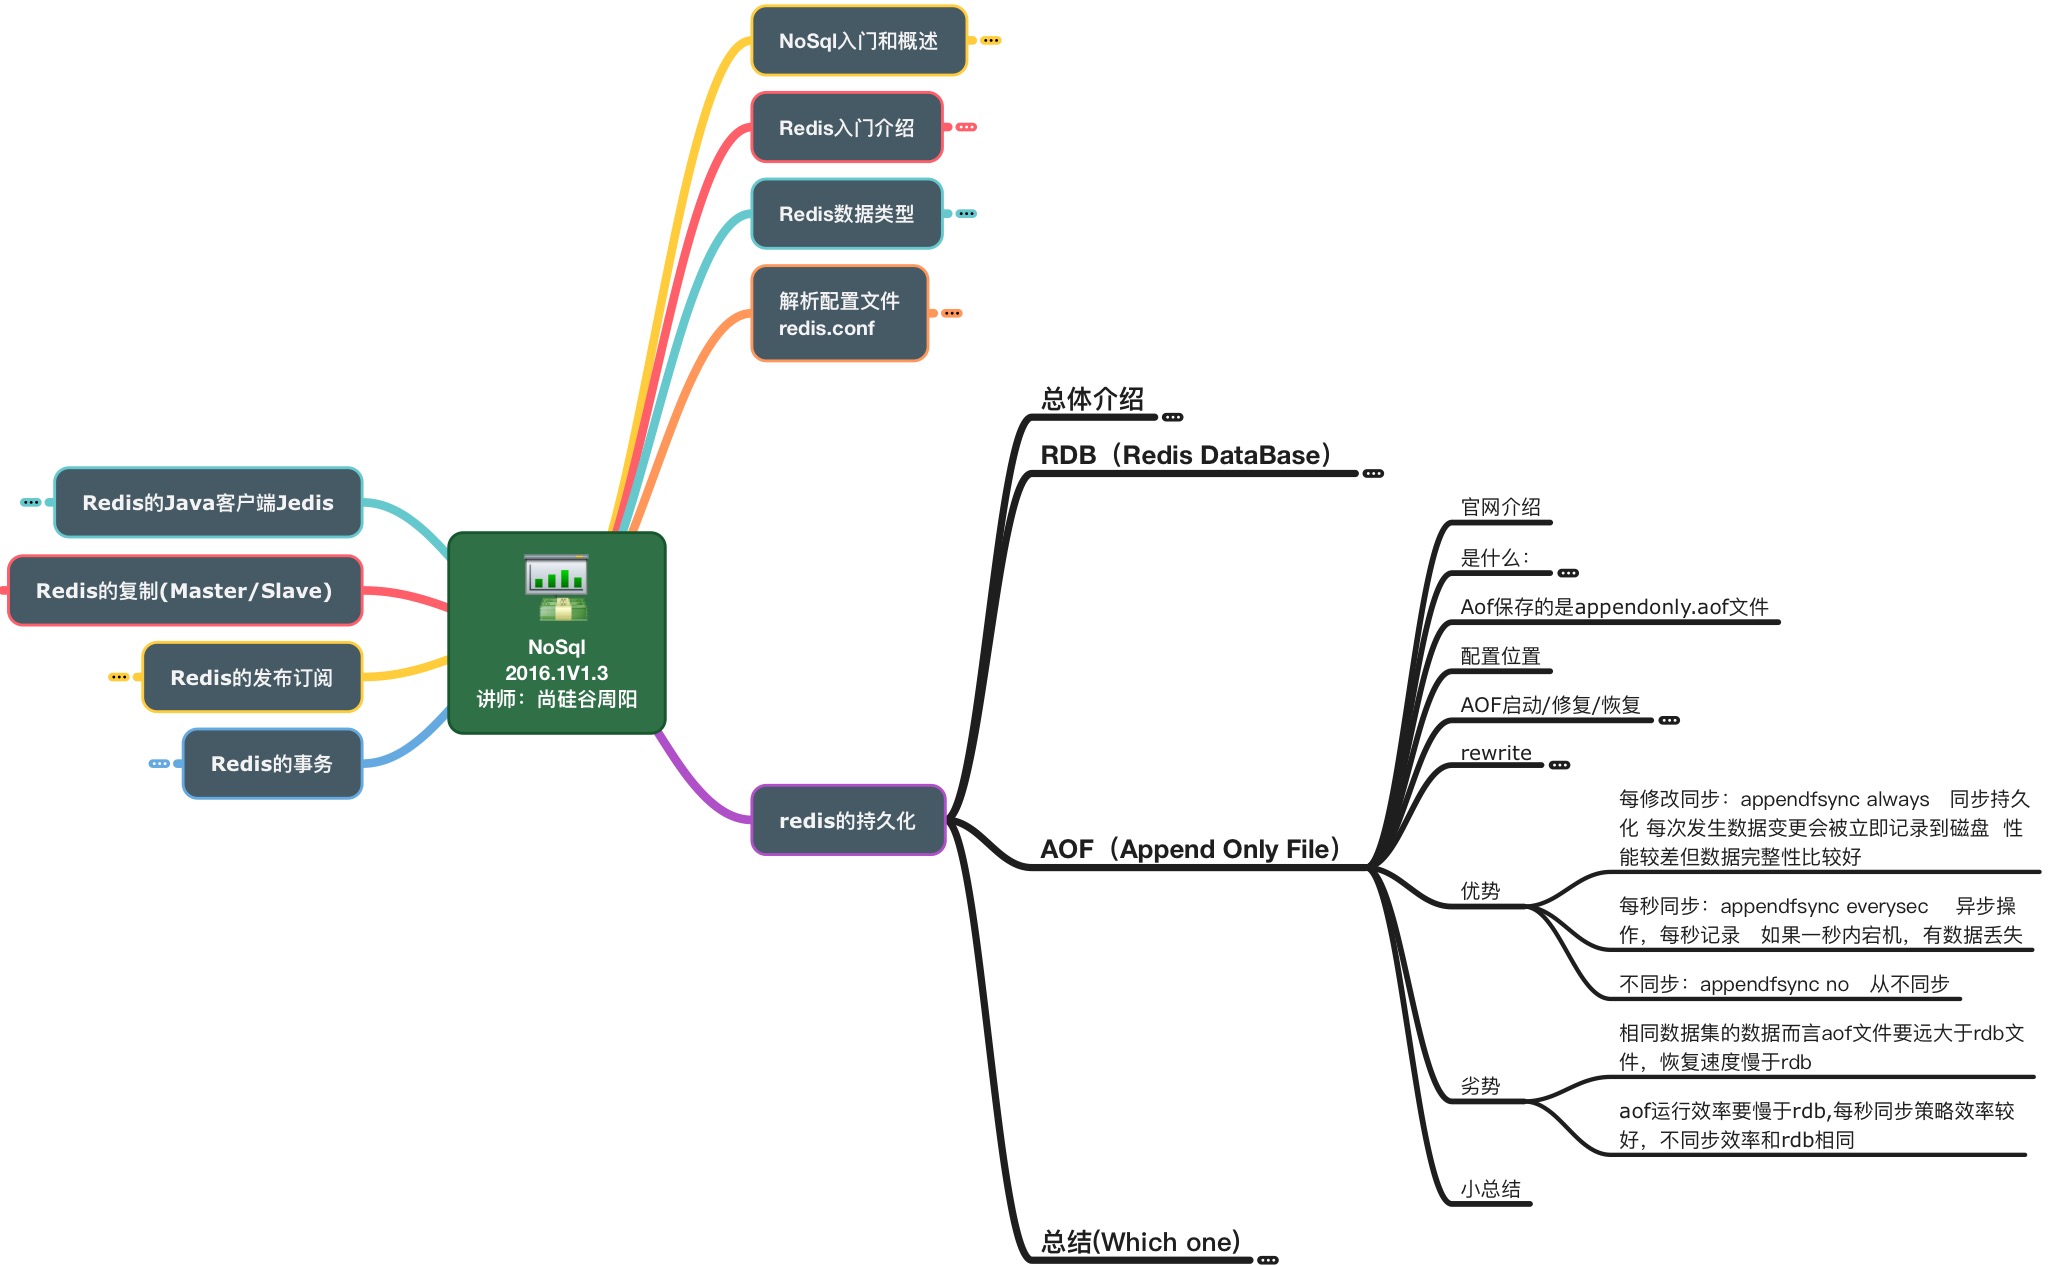 NoSql入门和概述
Redis入门介绍
Redis数据类型
解析配置文件
redis.conf
Redis的Java客户端Jedis
Redis的复制(Master/Slave)
Redis的发布订阅
Redis的事务
NoSql
2016.1V1.3
讲师：尚硅谷周阳
redis的持久化
总体介绍
RDB（Redis DataBase）
AOF（Append Only File）
官网介绍
是什么：
Aof保存的是appendonly.aof文件
配置位置
AOF启动/修复/恢复
rewrite
优势
每修改同步：appendfsync always 同步持久
化 每次发生数据变更会被立即记录到磁盘 性
能较差但数据完整性比较好
每秒同步：appendfsync everysec 异步操
作，每秒记录 如果一秒内宕机，有数据丢失
不同步：appendfsync no 从不同步
劣势
相同数据集的数据而言aof文件要远大于rdb文
件，恢复速度慢于rdb
aof运行效率要慢于rdb,每秒同步策略效率较
好，不同步效率和rdb相同
小总结
总结(Which one)